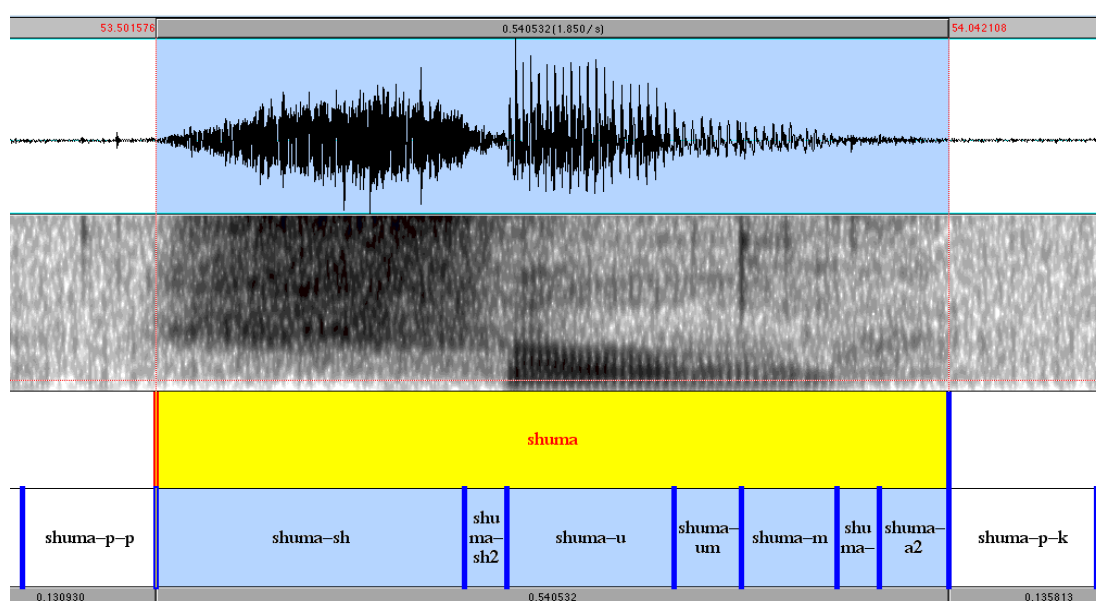 53.501576 0.540532(1.850/s) 54.042108
shuma
shuma-p-p shuma-sh shu shuma-u shuma- shuma-m shu shuma- shuma-p-k
ma- um ma- a2
sh2
0.130930 0.540532 0.135813